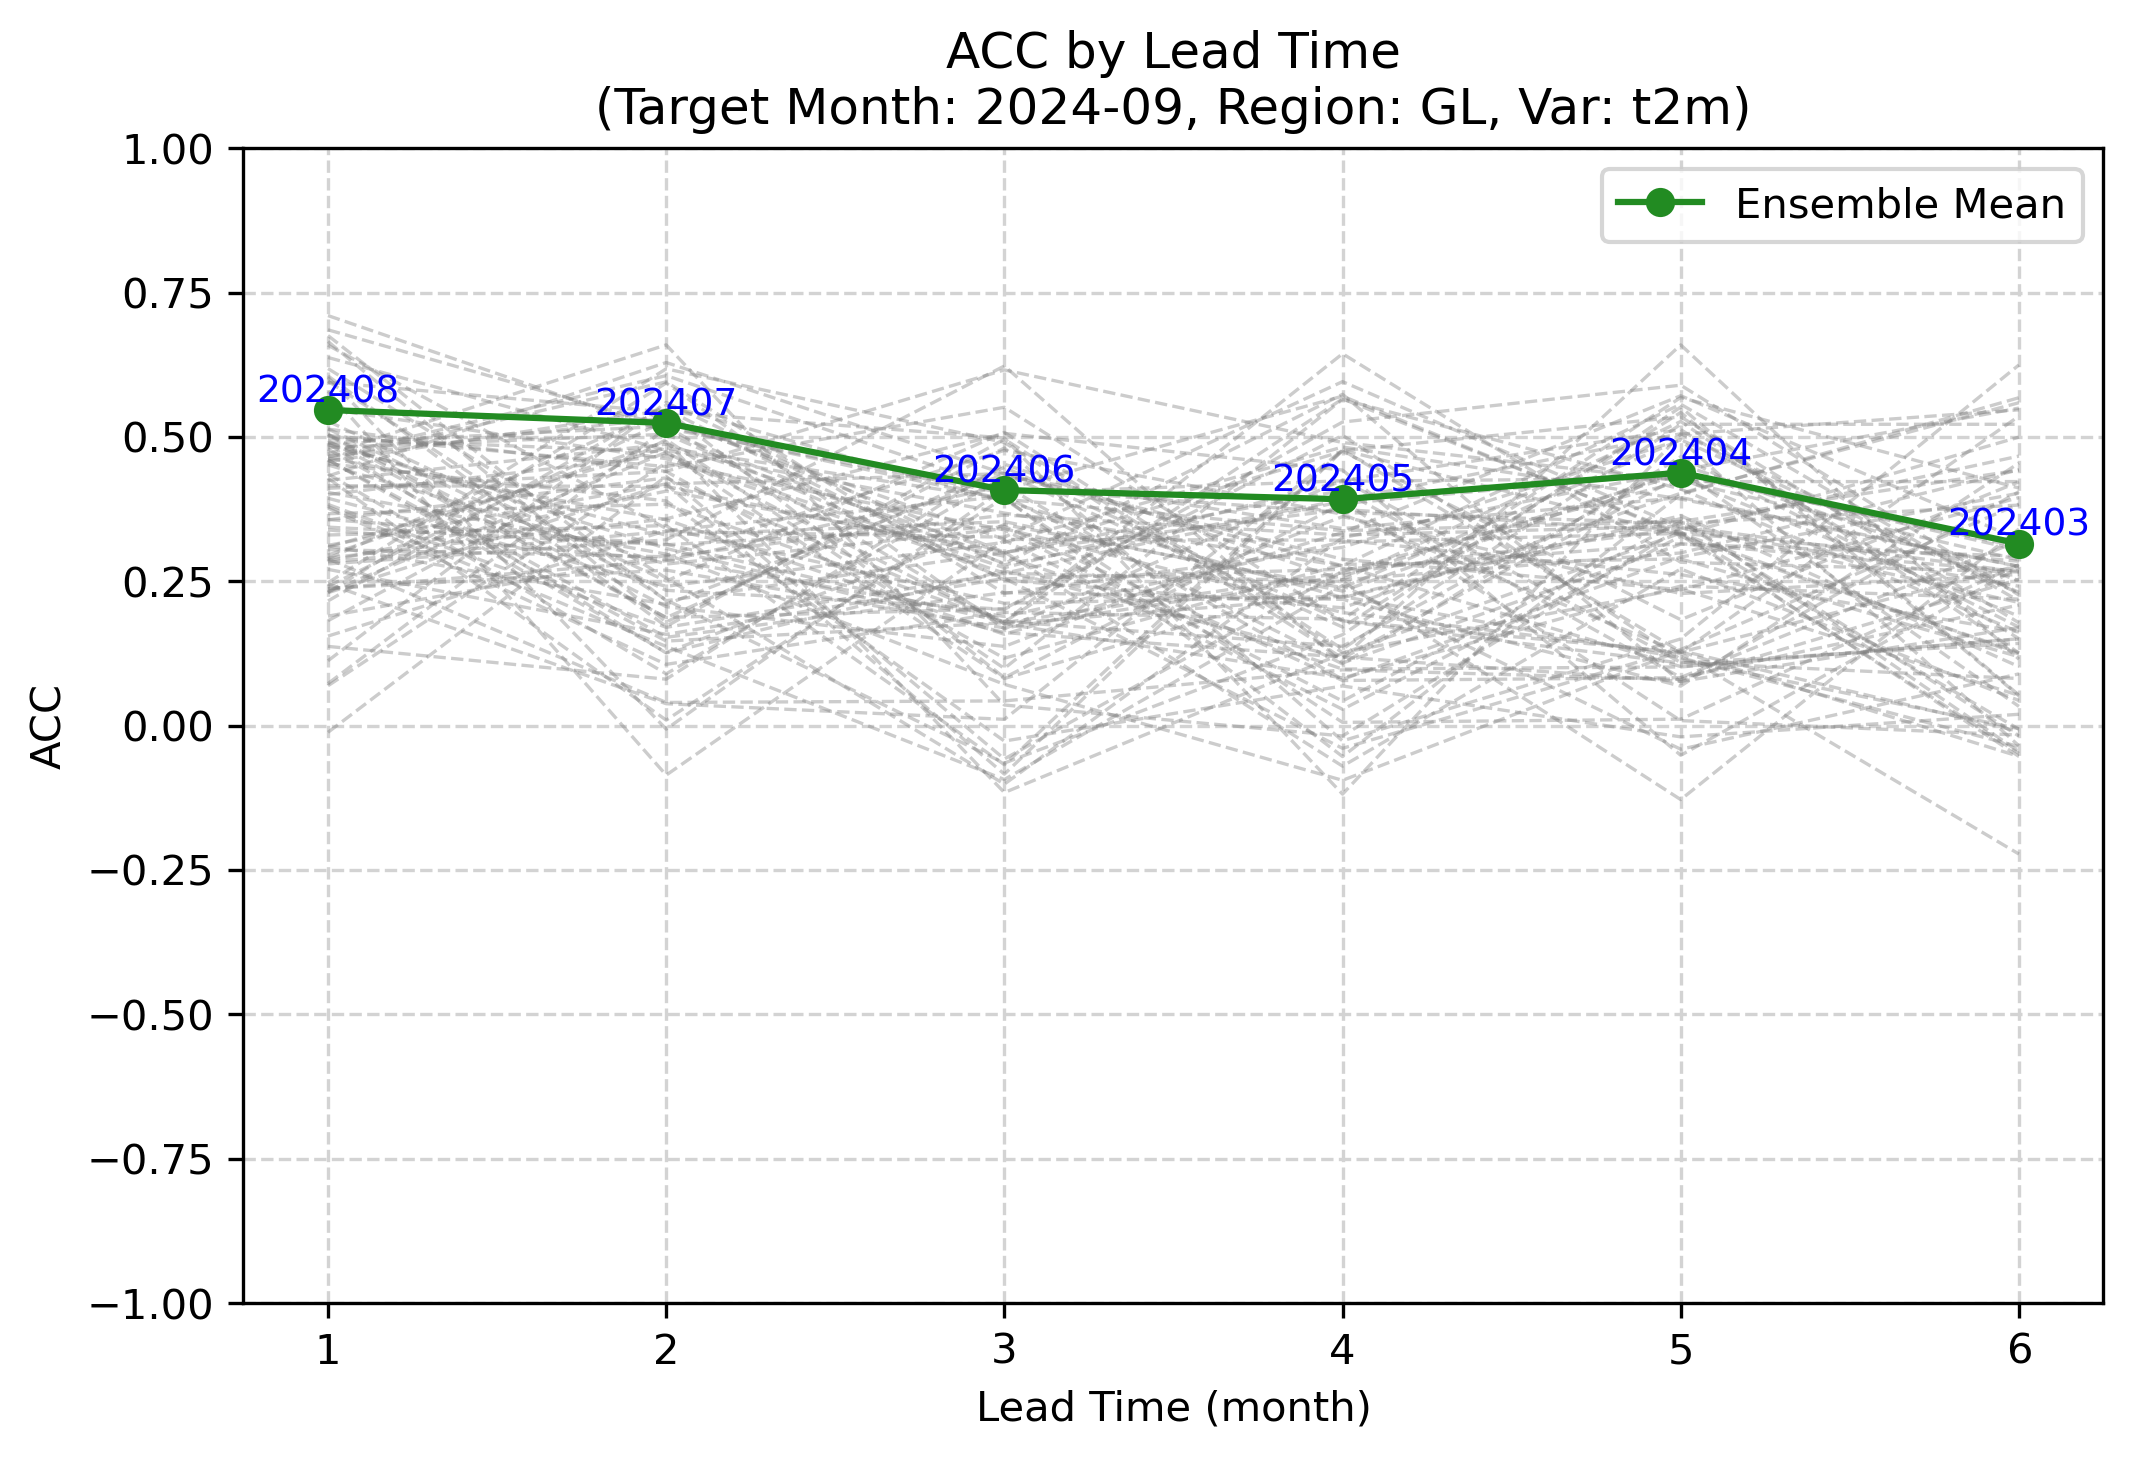 ACC by Lead Time
(Target Month: 2024-09, Region: GL, Var: t2m)
1.00
0.75
0.50
0.25
0.00
−0.25
−0.50
−0.75
−1.00
ACC
Ensemble Mean
202408
202407
202406
202405
202404
202403
1 2 3 4 5 6
Lead Time (month)